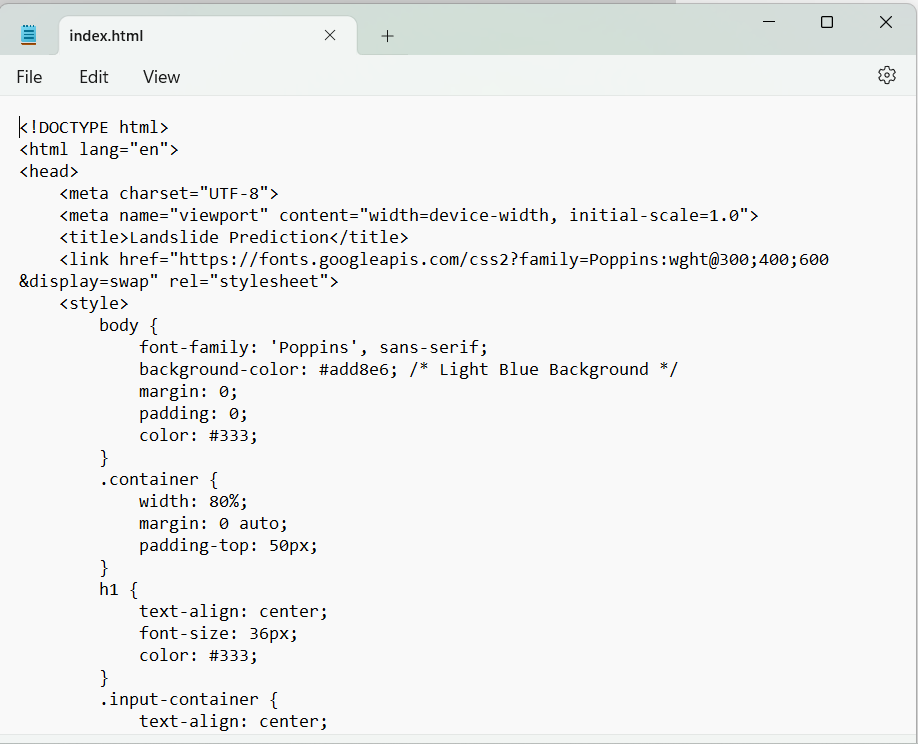 index.html
File Edit View
<!DOCTYPE html>
<html lang="en">
<head>
    <meta charset="UTF-8">
    <meta name="viewport" content="width=device-width, initial-scale=1.0">
    <title>Landslide Prediction</title>
    <link href="https://fonts.googleapis.com/css2?family=Poppins:wght@300;400;600
&display=swap" rel="stylesheet">
    <style>
        body {
            font-family: 'Poppins', sans-serif;
            background-color: #add8e6; /* Light Blue Background */
            margin: 0;
            padding: 0;
            color: #333;
        }
        .container {
            width: 80%;
            margin: 0 auto;
            padding-top: 50px;
        }
        h1 {
            text-align: center;
            font-size: 36px;
            color: #333;
        }
        .input-container {
            text-align: center;